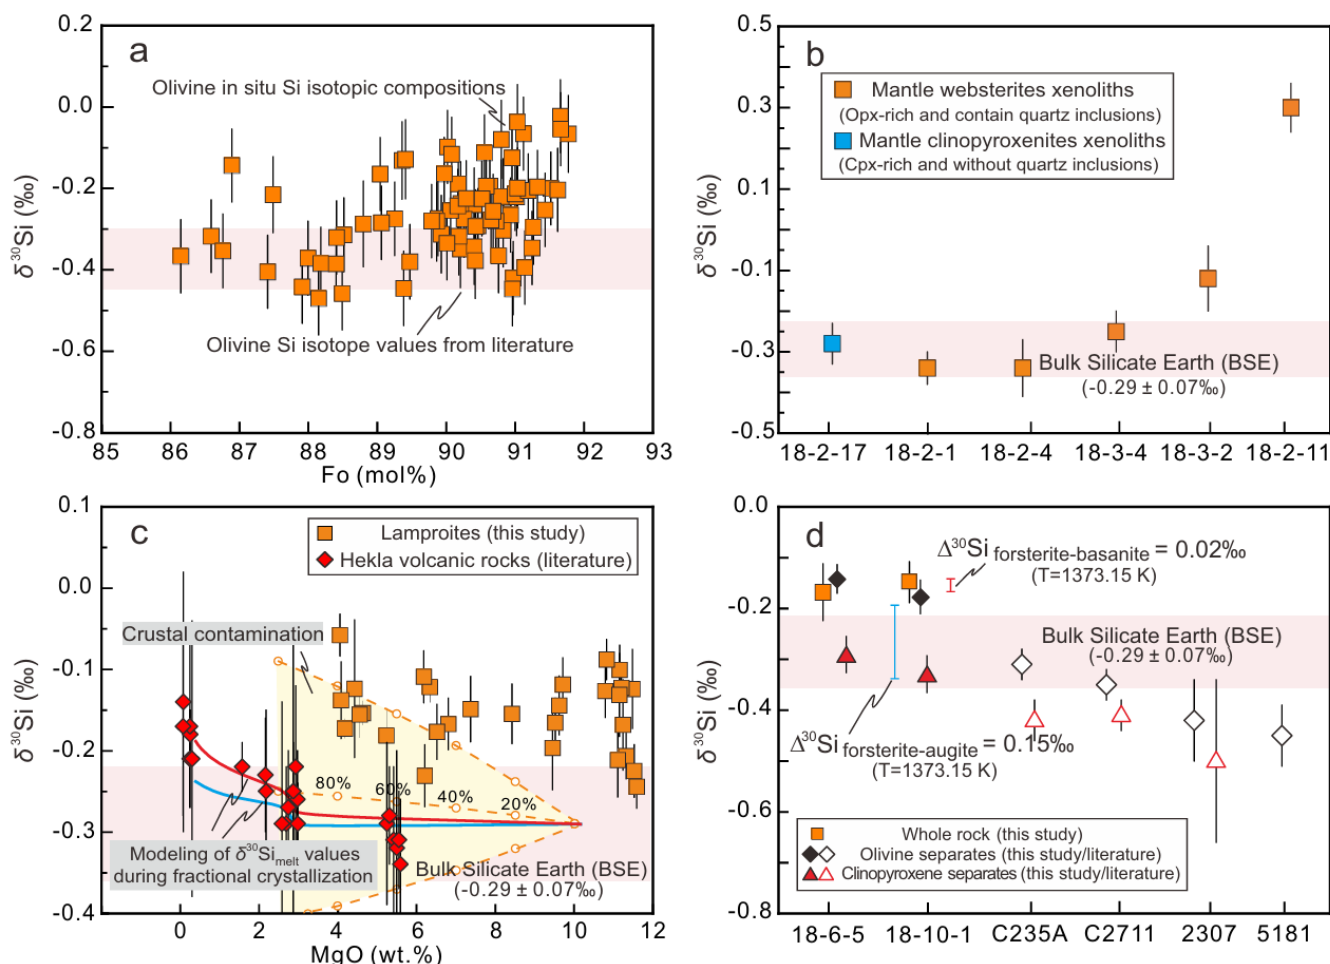 a
0.2
0.0
-0.2
-0.4
-0.6
-0.8
δ³⁰Si (‰)
Olivine in situ Si isotopic compositions
Olivine Si isotope values from literature
85 86 87 88 89 90 91 92 93
Fo (mol%)
b
0.5
0.3
0.1
-0.1
-0.3
-0.5
δ³⁰Si (‰)
Mantle websterites xenoliths
(Opx-rich and contain quartz inclusions)
Mantle clinopyroxenites xenoliths
(Cpx-rich and without quartz inclusions)
Bulk Silicate Earth (BSE)
(-0.29 ± 0.07‰)
18-2-17 18-2-1 18-2-4 18-3-4 18-3-2 18-2-11
c
0.1
0.0
-0.1
-0.2
-0.3
-0.4
δ³⁰Si (‰)
Lamproites (this study)
Hekla volcanic rocks (literature)
Crustal contamination
80% 60% 40% 20%
Modeling of δ³⁰Si melt values
during fractional crystallization
Bulk Silicate Earth (BSE)
(-0.29 ± 0.07‰)
0 2 4 6 8 10 12
MgO (wt.%)
d
0.0
-0.2
-0.4
-0.6
-0.8
δ³⁰Si (‰)
Δ³⁰Si forsterite-basanite = 0.02‰
(T=1373.15 K)
Bulk Silicate Earth (BSE)
(-0.29 ± 0.07‰)
Δ³⁰Si forsterite-augite = 0.15‰
(T=1373.15 K)
Whole rock (this study)
Olivine separates (this study/literature)
Clinopyroxene separates (this study/literature)
18-6-5 18-10-1 C235A C2711 2307 5181